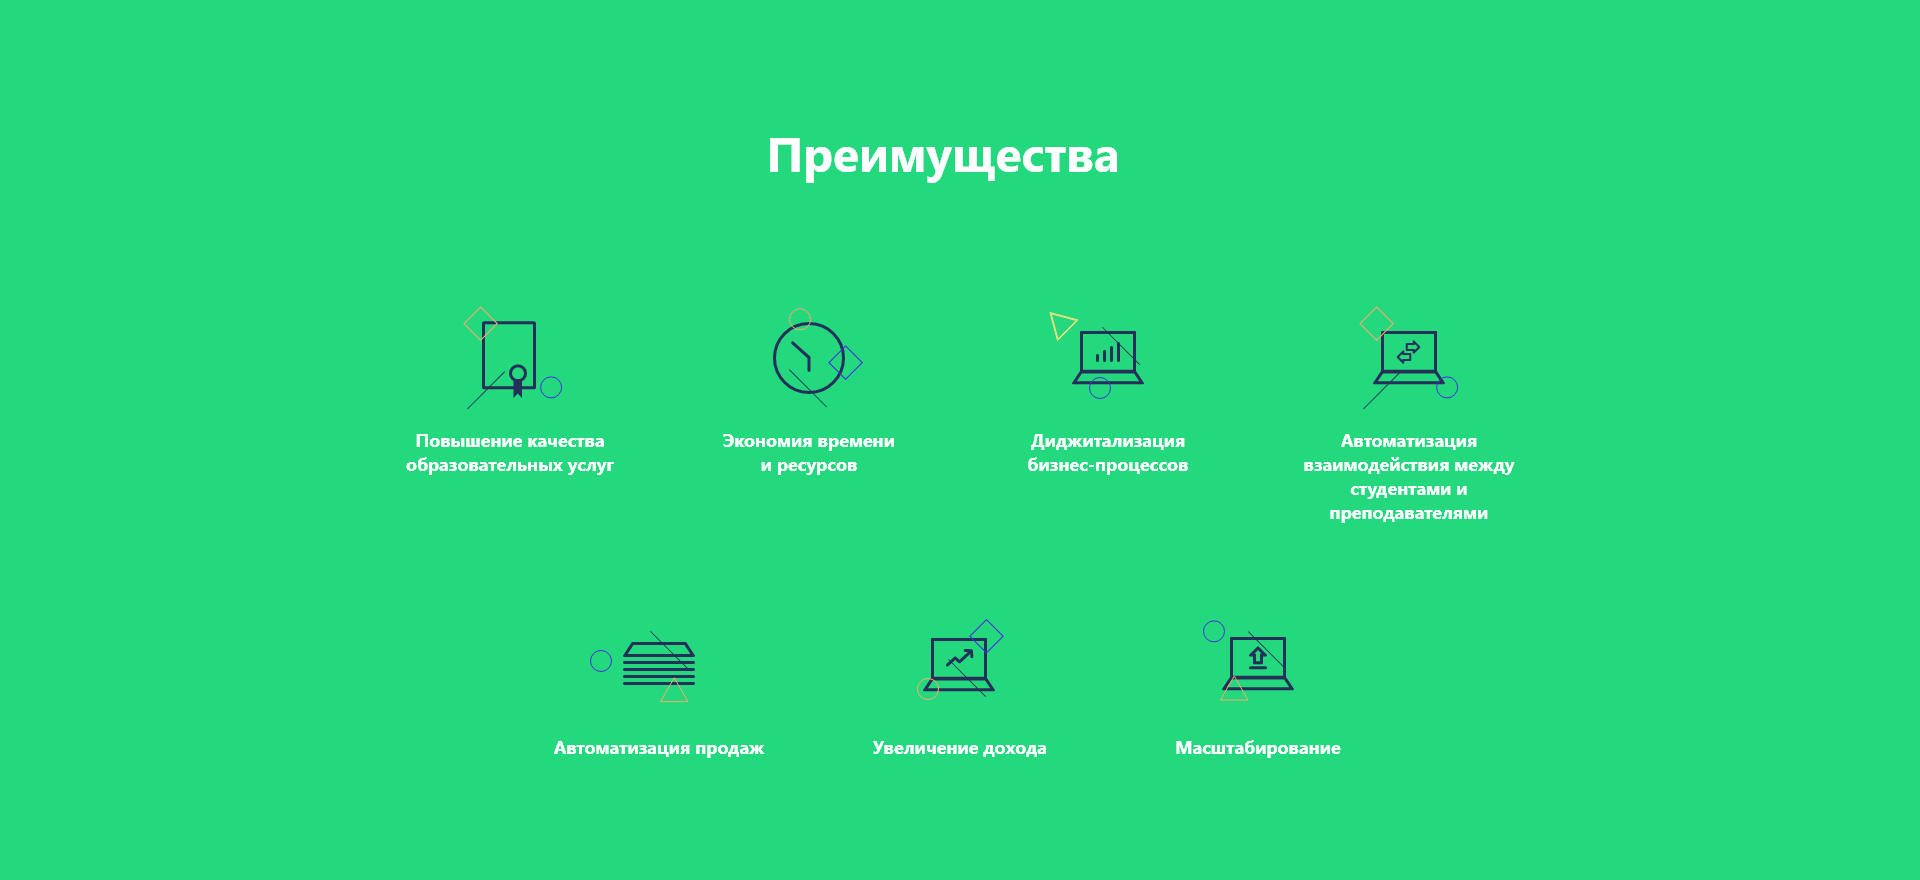 Преимущества
Повышение качества
образовательных услуг
Экономия времени
и ресурсов
Диджитализация
бизнес-процессов
Автоматизация
взаимодействия между
студентами и
преподавателями
Автоматизация продаж
Увеличение дохода
Масштабирование